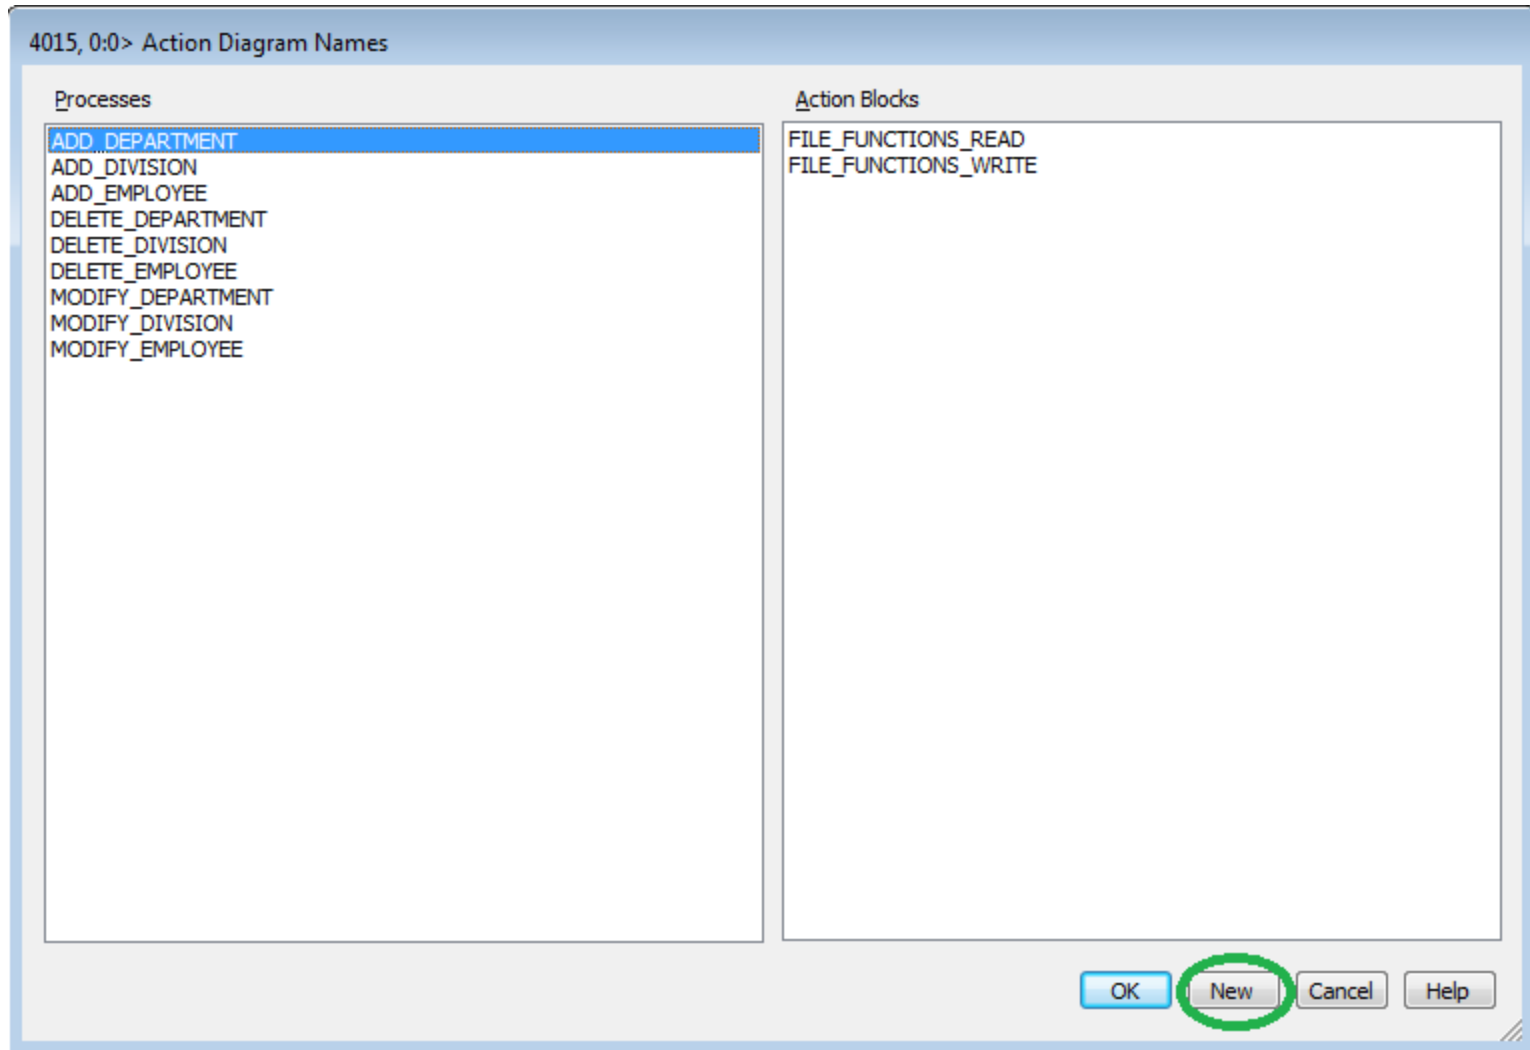 4015, 0:0> Action Diagram Names
Processes
ADD_DEPARTMENT
ADD_DIVISION
ADD_EMPLOYEE
DELETE_DEPARTMENT
DELETE_DIVISION
DELETE_EMPLOYEE
MODIFY_DEPARTMENT
MODIFY_DIVISION
MODIFY_EMPLOYEE
Action Blocks
FILE_FUNCTIONS_READ
FILE_FUNCTIONS_WRITE
OK New Cancel Help